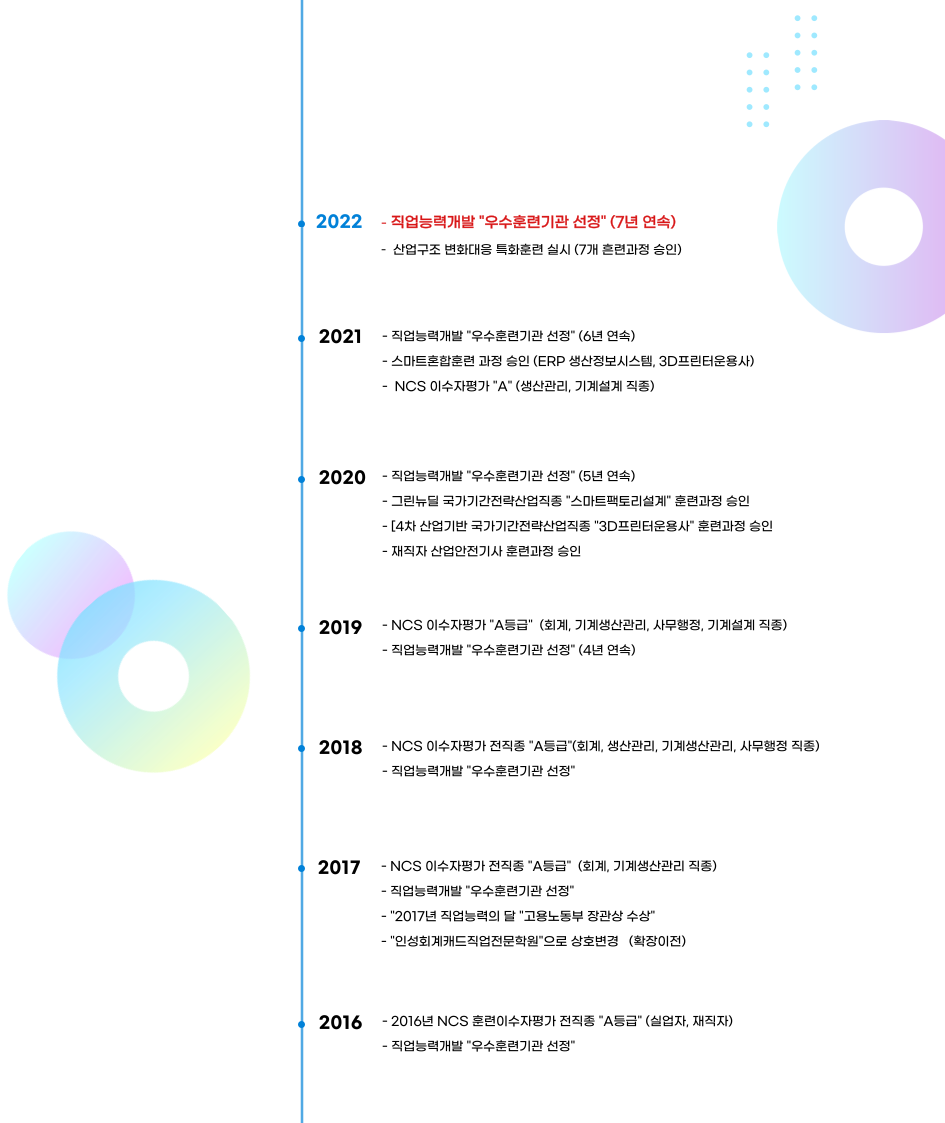 2022 - 직업능력개발 "우수훈련기관 선정" (7년 연속)
- 산업구조 변화대응 특화훈련 실시 (7개 흔련과정 승인)
2021 - 직업능력개발 "우수훈련기관 선정" (6년 연속)
- 스마트혼합훈련 과정 승인 (ERP 생산정보시스템, 3D프린터운용사)
- NCS 이수자평가 "A" (생산관리, 기계설계 직종)
2020 - 직업능력개발 "우수훈련기관 선정" (5년 연속)
- 그린뉴딜 국가기간전략산업직종 "스마트팩토리설계" 훈련과정 승인
- [4차 산업기반 국가기간전략산업직종 "3D프린터운용사" 훈련과정 승인
- 재직자 산업안전기사 훈련과정 승인
2019 - NCS 이수자평가 "A등급" (회계, 기계생산관리, 사무행정, 기계설계 직종)
- 직업능력개발 "우수훈련기관 선정" (4년 연속)
2018 - NCS 이수자평가 전직종 "A등급"(회계, 생산관리, 기계생산관리, 사무행정 직종)
- 직업능력개발 "우수훈련기관 선정"
2017 - NCS 이수자평가 전직종 "A등급" (회계, 기계생산관리 직종)
- 직업능력개발 "우수훈련기관 선정"
- "2017년 직업능력의 달 "고용노동부 장관상 수상"
- "인성회계캐드직업전문학원"으로 상호변경 (확장이전)
2016 - 2016년 NCS 훈련이수자평가 전직종 "A등급" (실업자, 재직자)
- 직업능력개발 "우수훈련기관 선정"